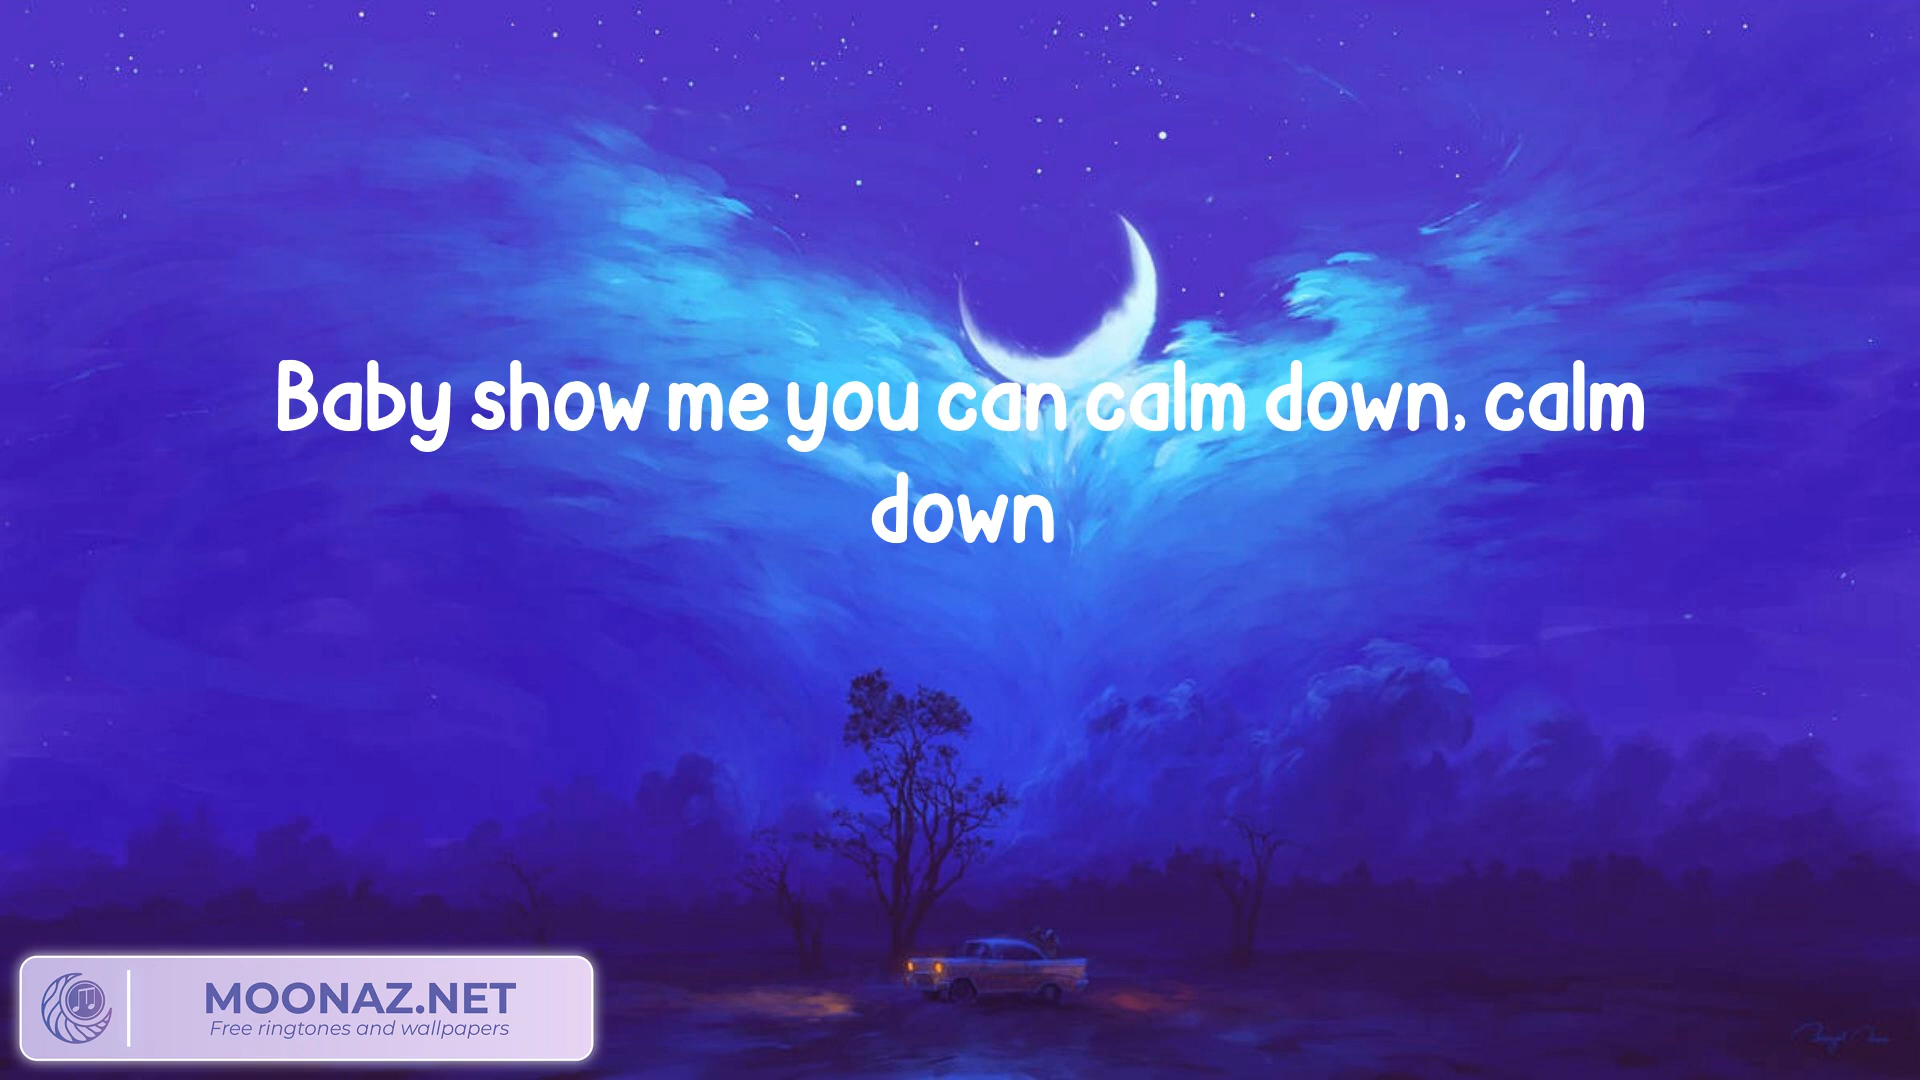 Baby show me you can calm down, calm
down
MOONAZ.NET
Free ringtones and wallpapers